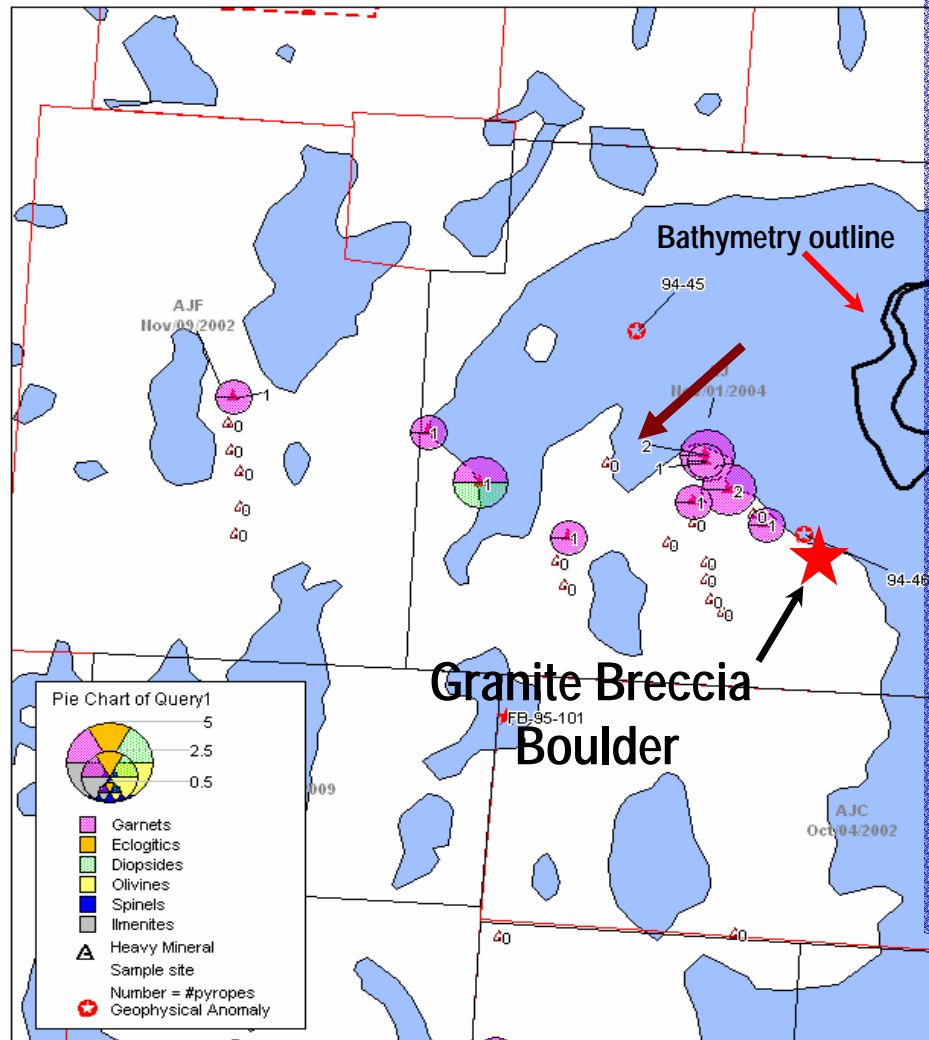 Bathymetry outline
94-45
AJF
Nov/09/2002
1
0
0
0
0
0
1
1
Nov/01/2004
2
1
0
2
1
0
1
0
1
0
0
0
0
0
0
0
0
94-46
Granite Breccia
Boulder
FB-95-101
009
AJC
Oct/04/2002
0
0
Pie Chart of Query1
5
2.5
0.5
Garnets
Eclogitics
Diopsides
Olivines
Spinels
Ilmenites
Heavy Mineral
Sample site
Number = #pyropes
Geophysical Anomaly